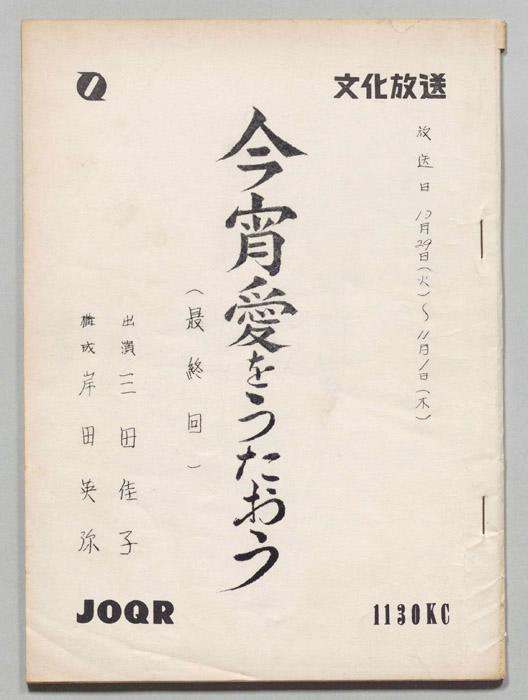 文化放送
放送日 10月29日(火)〜11月1日(木)
今宵愛をうたおう
(最終回)
出演 三田佳子
構成 岸田英弥
JOQR
1130KC